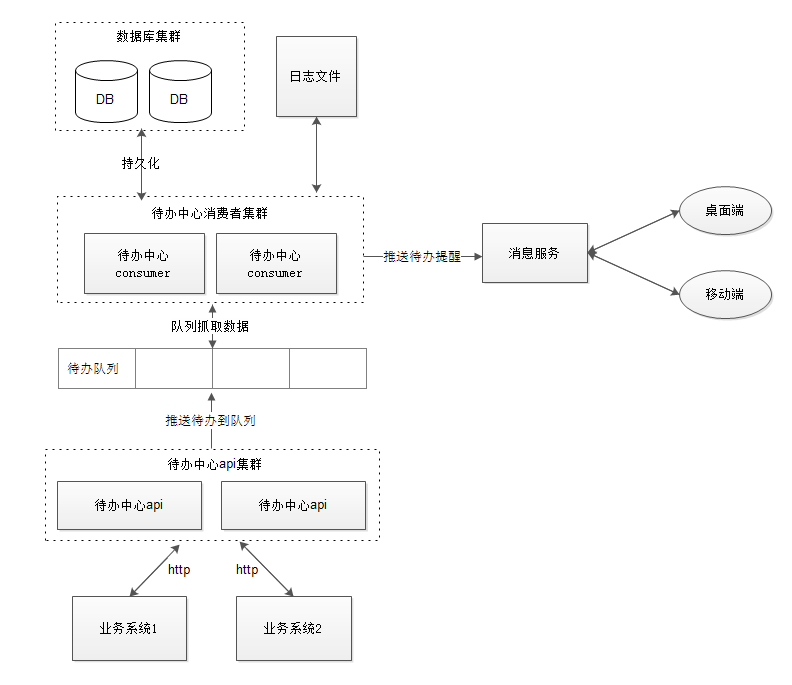 数据库集群
DB
DB
日志文件
持久化
待办中心消费者集群
待办中心
consumer
待办中心
consumer
推送待办提醒
消息服务
桌面端
移动端
队列抓取数据
待办队列
推送待办到队列
待办中心api集群
待办中心api
待办中心api
http
http
业务系统1
业务系统2